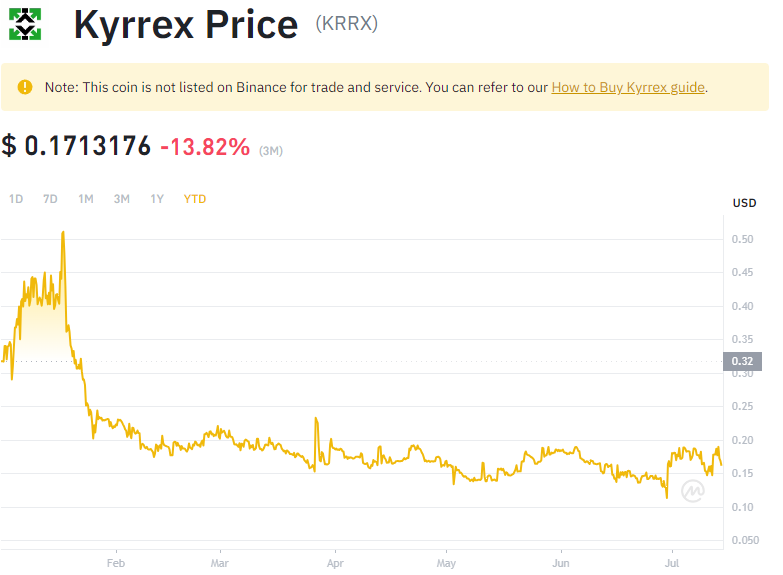 Kyrrex Price (KRRX)
Note: This coin is not listed on Binance for trade and service. You can refer to our How to Buy Kyrrex guide.
$ 0.1713176 -13.82% (3M)
1D 7D 1M 3M 1Y YTD
USD
0.50
0.45
0.40
0.35
0.32
0.30
0.25
0.20
0.15
0.10
0.050
Feb Mar Apr May Jun Jul